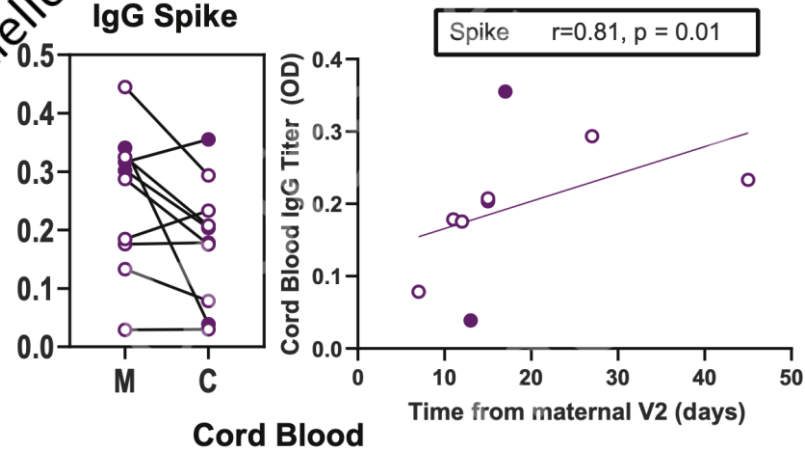 IgG Spike
0.5
0.4
0.3
0.2
0.1
0.0
M C
Spike r=0.81, p = 0.01
Cord Blood IgG Titer (OD)
0.4
0.3
0.2
0.1
0.0
0 10 20 30 40 50
Time from maternal V2 (days)
Cord Blood